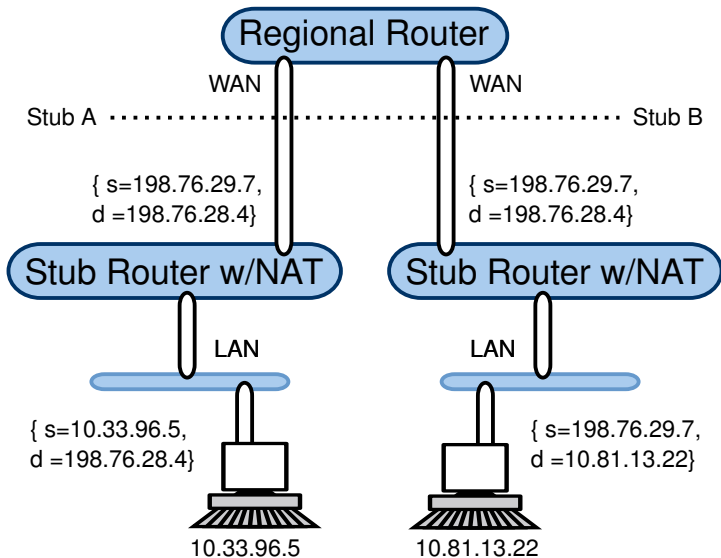 Regional Router
WAN
WAN
Stub A
Stub B
{ s=198.76.29.7,
d =198.76.28.4}
{ s=198.76.29.7,
d =198.76.28.4}
Stub Router w/NAT
Stub Router w/NAT
LAN
LAN
{ s=10.33.96.5,
d =198.76.28.4}
{ s=198.76.29.7,
d =10.81.13.22}
10.33.96.5
10.81.13.22